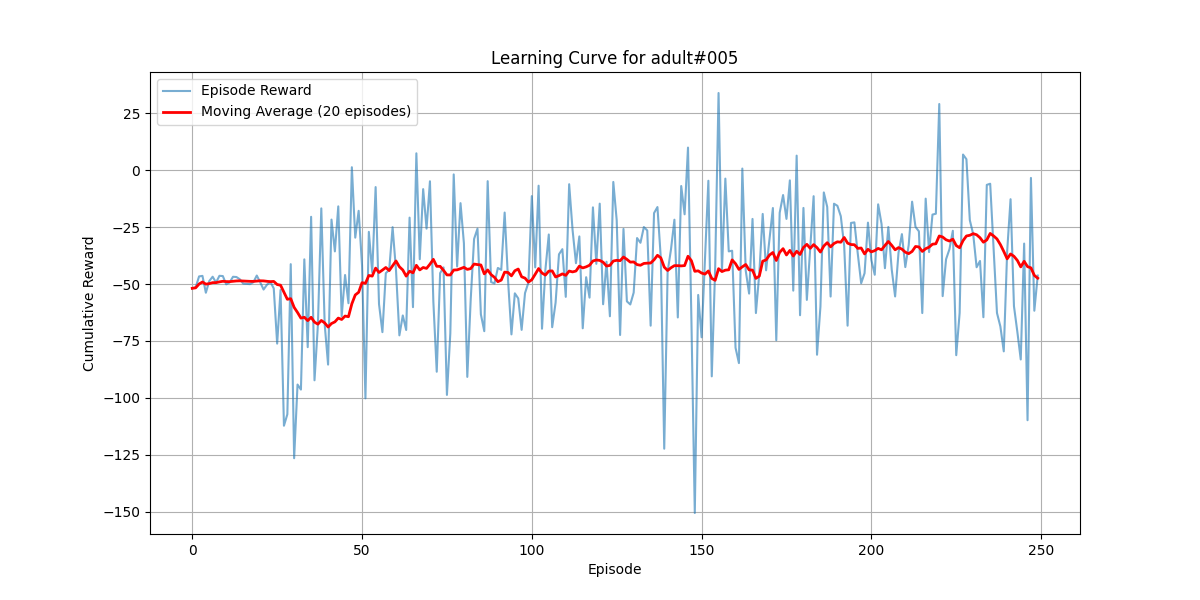 Learning Curve for adult#005
Episode Reward
Moving Average (20 episodes)
Cumulative Reward
25
0
−25
−50
−75
−100
−125
−150
0
50
100
150
200
250
Episode